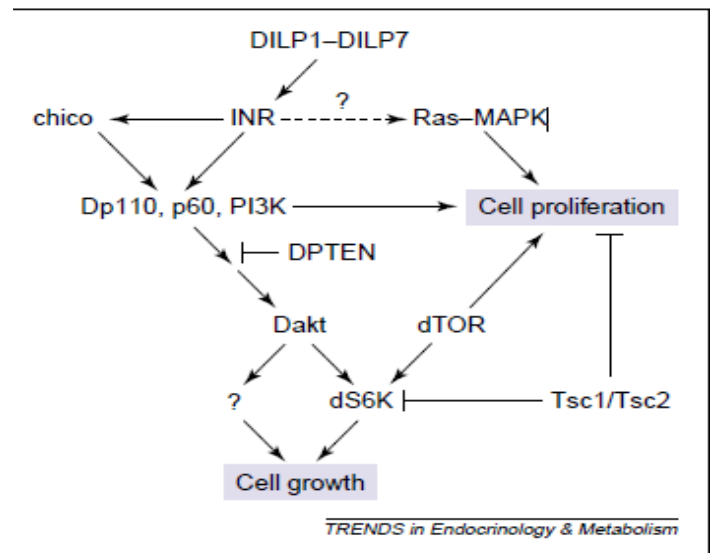 DILP1–DILP7
?
chico INR Ras–MAPK
Dp110, p60, PI3K Cell proliferation
DPTEN
Dakt dTOR
? dS6K Tsc1/Tsc2
Cell growth
TRENDS in Endocrinology & Metabolism